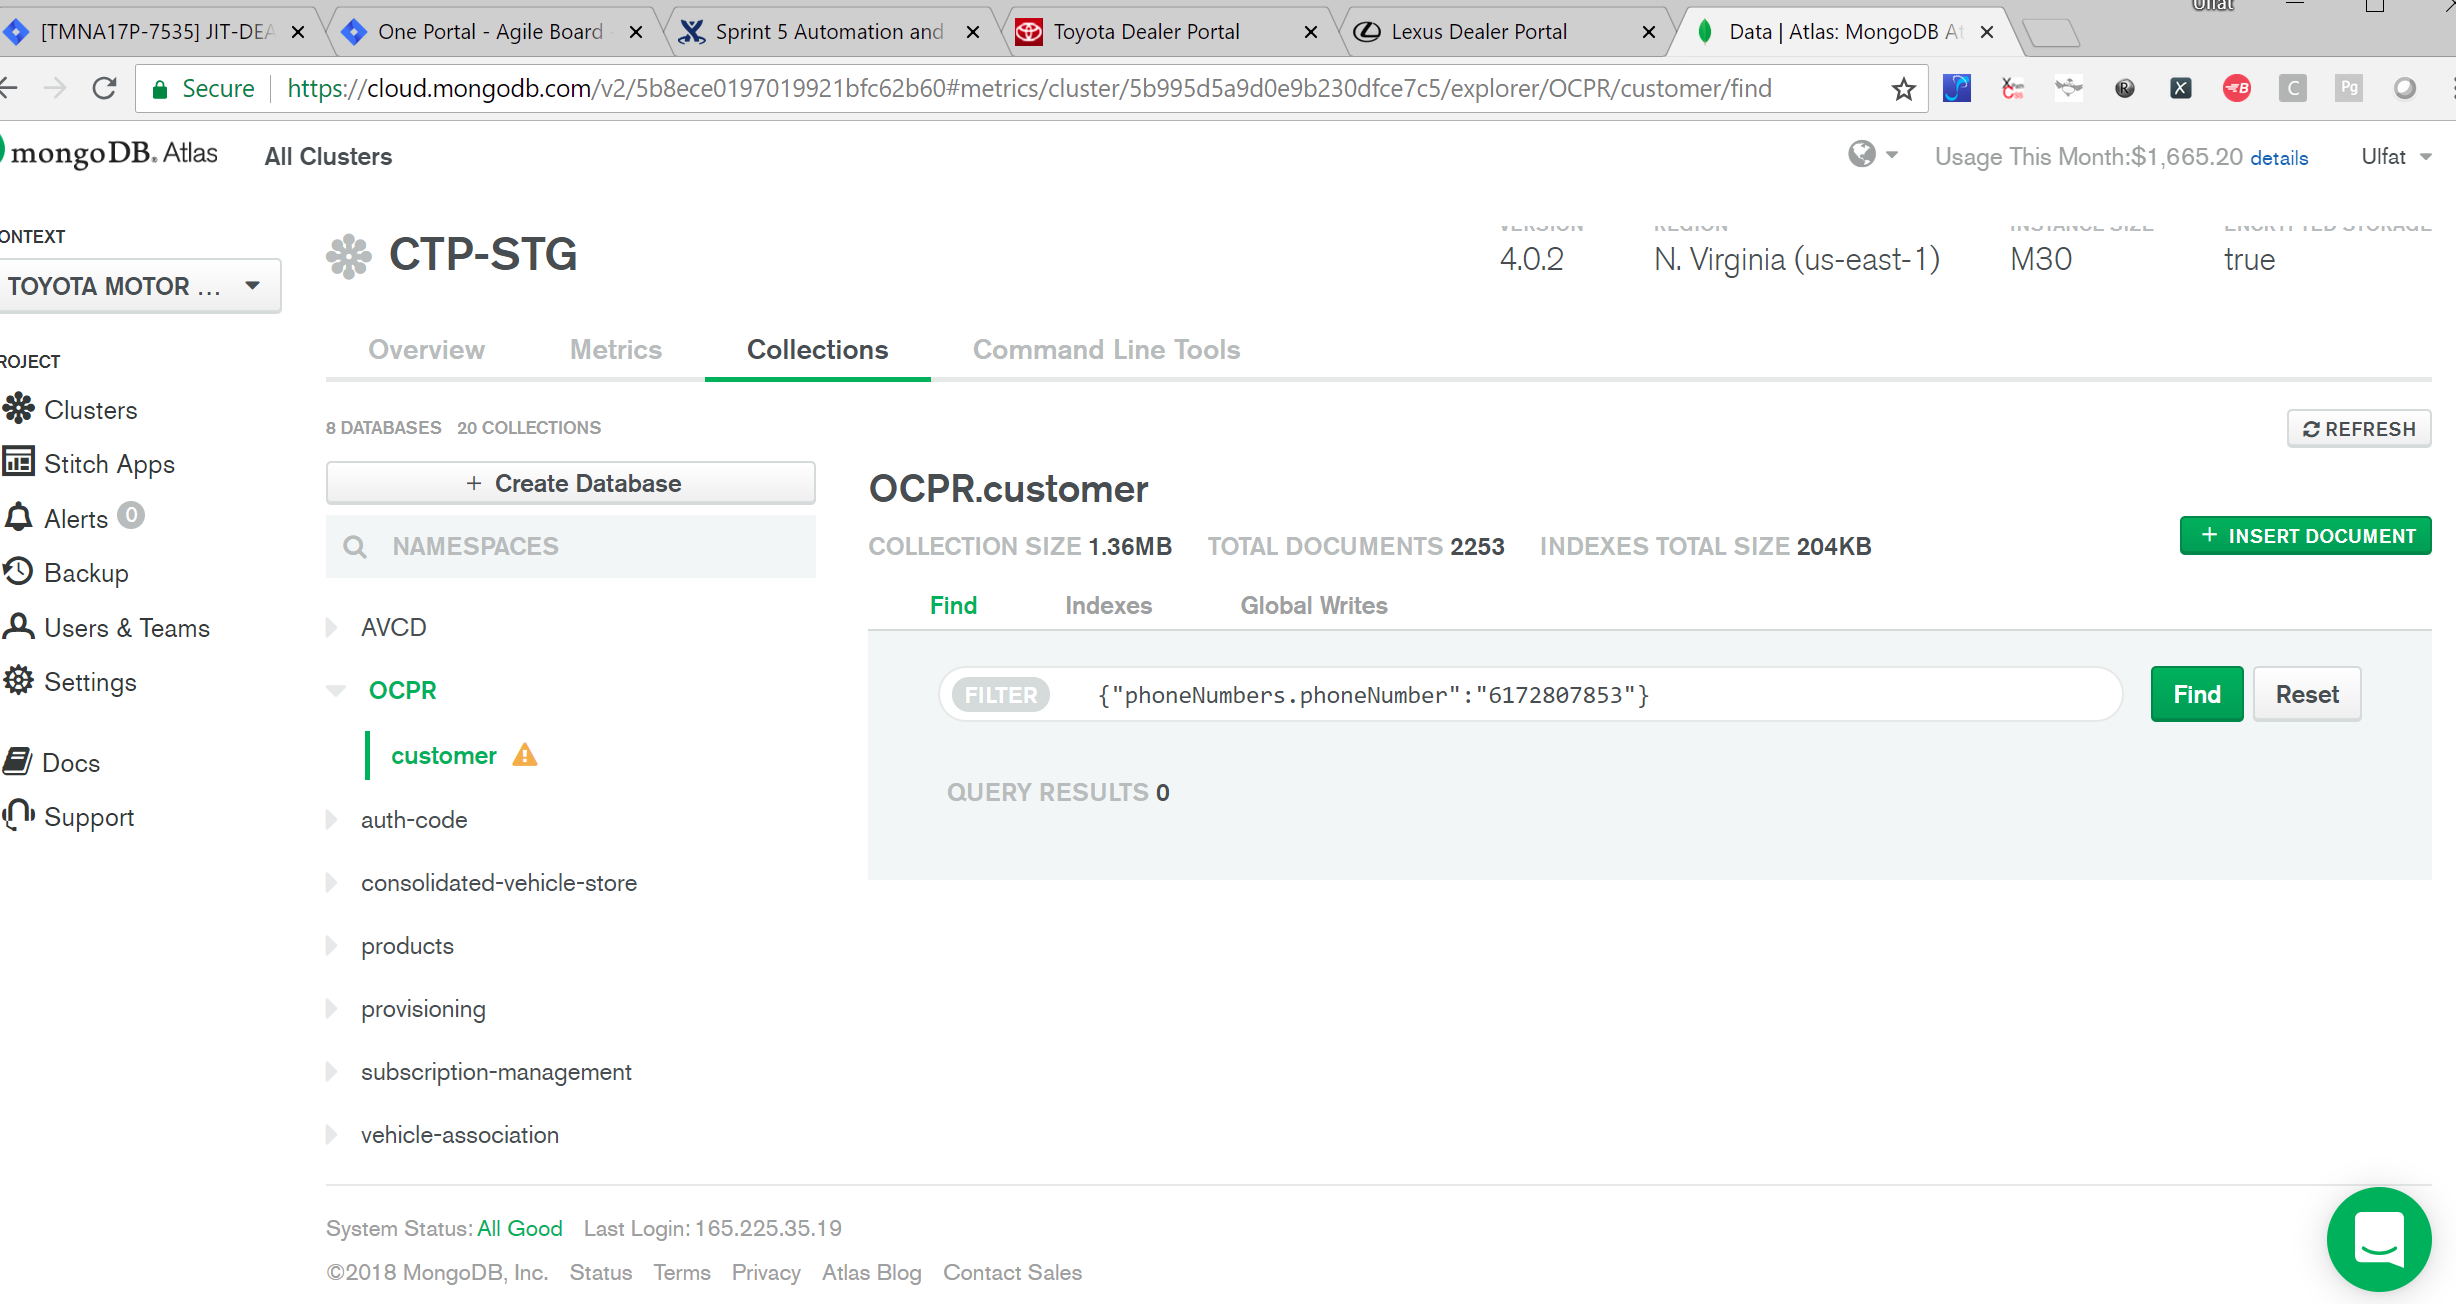 [TMNA17P-7535] JIT-DEA
One Portal - Agile Board
Sprint 5 Automation and
Toyota Dealer Portal
Lexus Dealer Portal
Data | Atlas: MongoDB At
Ulfat
Secure
https://cloud.mongodb.com/v2/5b8ece0197019921bfc62b60#metrics/cluster/5b995d5a9d0e9b230dfce7c5/explorer/OCPR/customer/find
mongoDB. Atlas
All Clusters
Usage This Month:$1,665.20 details
Ulfat
ONTEXT
TOYOTA MOTOR ...
ROJECT
Clusters
Stitch Apps
Alerts 0
Backup
Users & Teams
Settings
Docs
Support
CTP-STG
VERSION
4.0.2
REGION
N. Virginia (us-east-1)
INSTANCE SIZE
M30
ENCRYPTED STORAGE
true
Overview Metrics Collections Command Line Tools
8 DATABASES 20 COLLECTIONS
REFRESH
+ Create Database
NAMESPACES
AVCD
OCPR
customer
auth-code
consolidated-vehicle-store
products
provisioning
subscription-management
vehicle-association
OCPR.customer
COLLECTION SIZE 1.36MB TOTAL DOCUMENTS 2253 INDEXES TOTAL SIZE 204KB
+ INSERT DOCUMENT
Find Indexes Global Writes
FILTER {"phoneNumbers.phoneNumber":"6172807853"}
Find
Reset
QUERY RESULTS 0
System Status: All Good Last Login: 165.225.35.19
©2018 MongoDB, Inc. Status Terms Privacy Atlas Blog Contact Sales